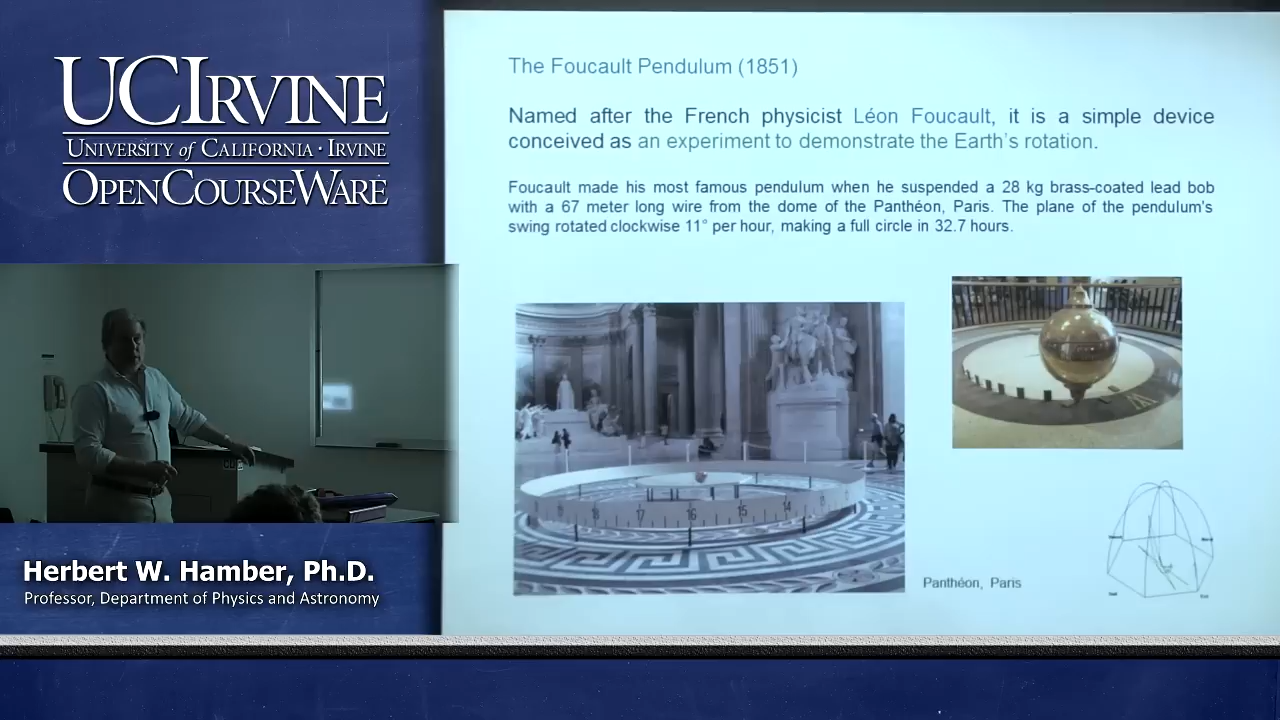 UCIRVINE
UNIVERSITY of CALIFORNIA · IRVINE
OPENCOURSEWARE
Herbert W. Hamber, Ph.D.
Professor, Department of Physics and Astronomy
The Foucault Pendulum (1851)
Named after the French physicist Léon Foucault, it is a simple device
conceived as an experiment to demonstrate the Earth's rotation.
Foucault made his most famous pendulum when he suspended a 28 kg brass-coated lead bob
with a 67 meter long wire from the dome of the Panthéon, Paris. The plane of the pendulum's
swing rotated clockwise 11° per hour, making a full circle in 32.7 hours.
18 17 16 15 14
Panthéon, Paris